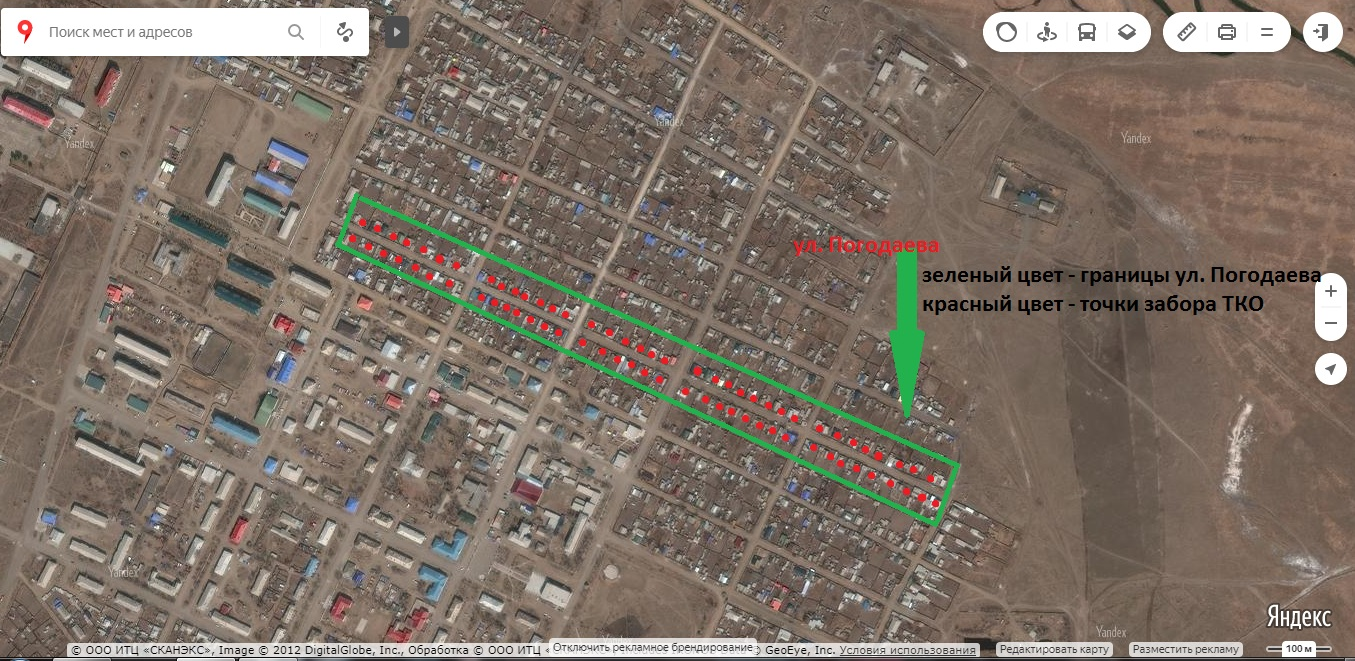 Поиск мест и адресов
Yandex
Yandex
Yandex
ул. Погодаева
зеленый цвет - границы ул. Погодаева
красный цвет - точки забора ТКО
Yandex
Yandex
Яндекс
© ООО ИТЦ «СКАНЭКС», Image © 2012 DigitalGlobe, Inc., Обработка © ООО ИТЦ «
Отключить рекламное брендирование
GeoEye, Inc. Условия использования
Редактировать карту
Разместить рекламу
100 м